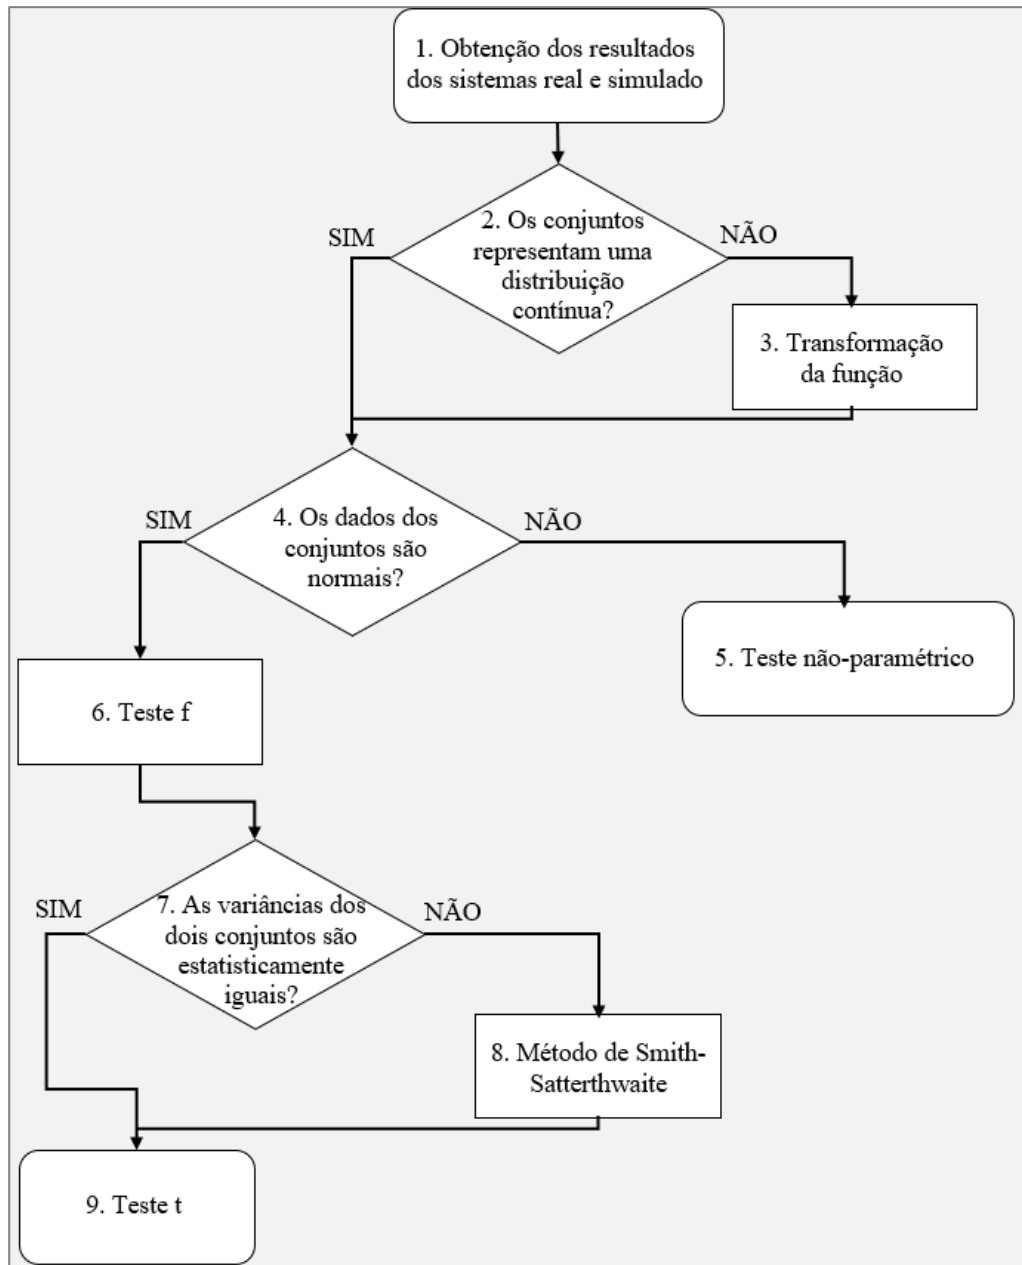 1. Obtenção dos resultados
dos sistemas real e simulado
2. Os conjuntos
representam uma
distribuição
contínua?
SIM
NÃO
3. Transformação
da função
4. Os dados dos
conjuntos são
normais?
SIM
NÃO
5. Teste não-paramétrico
6. Teste f
7. As variâncias dos
dois conjuntos são
estatisticamente
iguais?
SIM
NÃO
8. Método de Smith-
Satterthwaite
9. Teste t